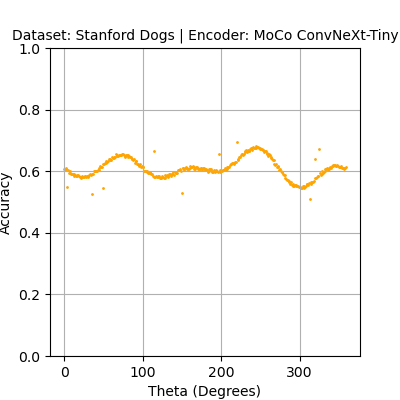 Dataset: Stanford Dogs | Encoder: MoCo ConvNeXt-Tiny
1.0
0.8
0.6
0.4
0.2
0.0
Accuracy
0 100 200 300
Theta (Degrees)